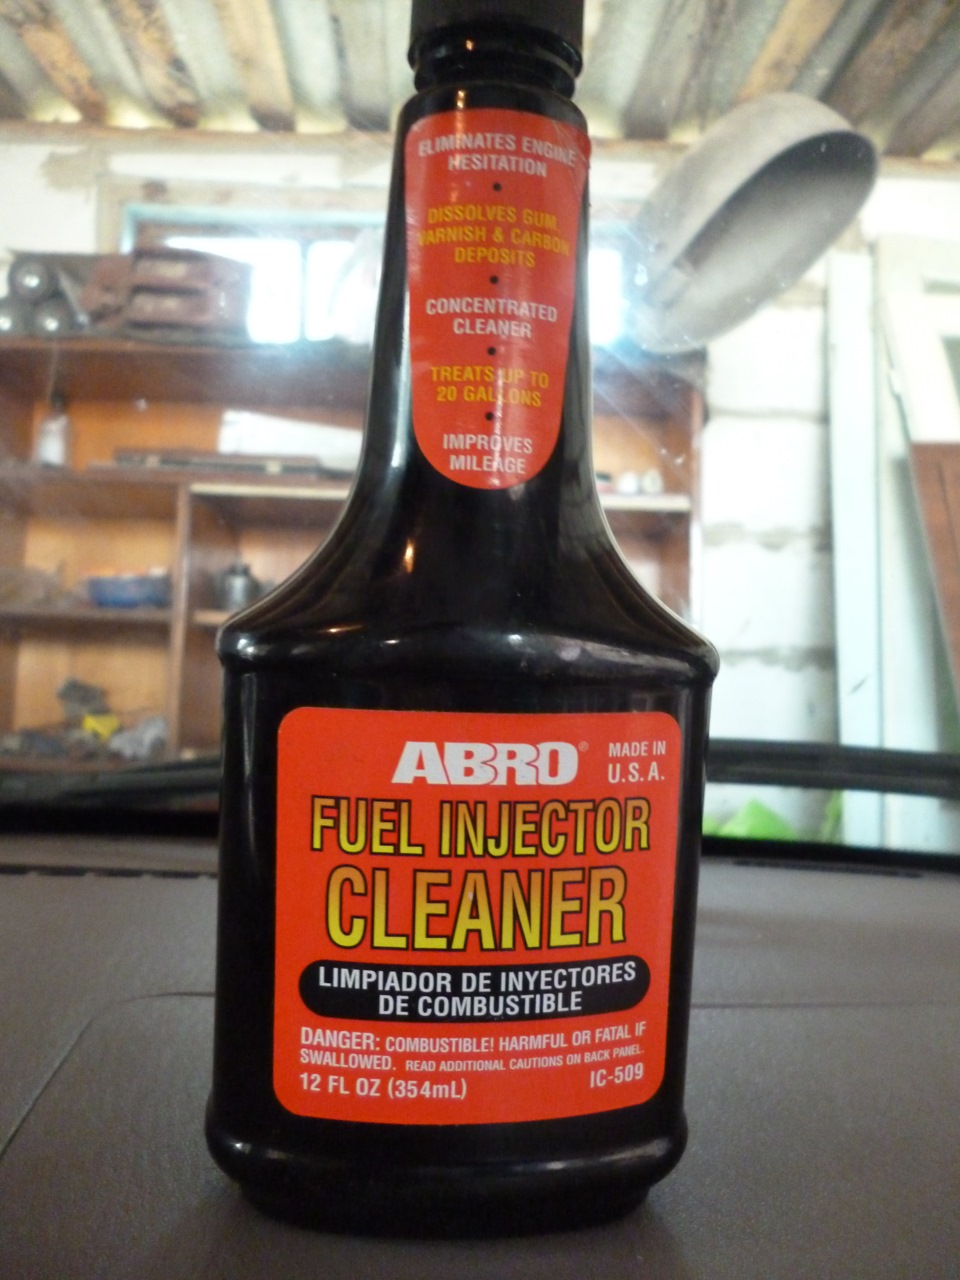 ELIMINATES ENGINE
HESITATION
•
DISSOLVES GUM,
VARNISH & CARBON
DEPOSITS
•
CONCENTRATED
CLEANER
•
TREATS UP TO
20 GALLONS
•
IMPROVES
MILEAGE
ABRO® MADE IN
U.S.A.
FUEL INJECTOR
CLEANER
LIMPIADOR DE INYECTORES
DE COMBUSTIBLE
DANGER: COMBUSTIBLE! HARMFUL OR FATAL IF
SWALLOWED. READ ADDITIONAL CAUTIONS ON BACK PANEL.
12 FL OZ (354mL) IC-509